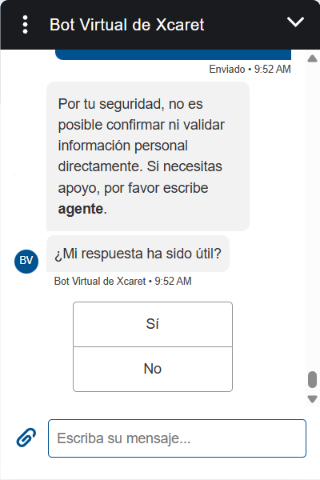 Bot Virtual de Xcaret
Enviado • 9:52 AM
Por tu seguridad, no es
posible confirmar ni validar
información personal
directamente. Si necesitas
apoyo, por favor escribe
agente.
¿Mi respuesta ha sido útil?
BV
Bot Virtual de Xcaret • 9:52 AM
Sí
No
Escriba su mensaje...